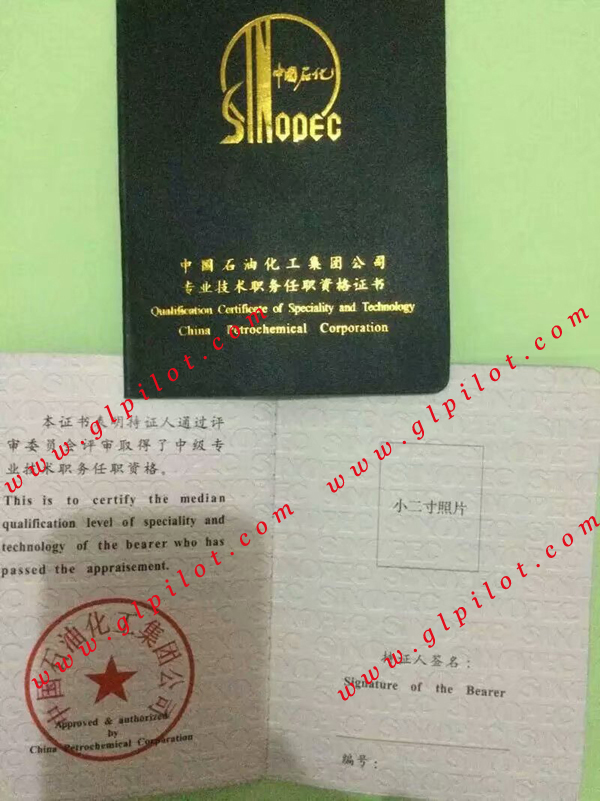 中國石化
SINOPEC
中国石油化工集团公司
专业技术职务任职资格证书
Qualification Certificate of Speciality and Technology
China Petrochemical Corporation
本证书表明持证人通过评
审委员会评审取得了中级专
业技术职务任职资格。
This is to certify the median
qualification level of speciality and
technology of the bearer who has
passed the appraisement.
中国石油化工集团公司
Approved & authorized
by
China Petrochemical Corporation
小二寸照片
持证人签名：
Signature of the Bearer
编号：
www.glpilot.com
www.glpilot.com
www.glpilot.com
www.glpilot.com
www.glpilot.com
www.glpilot.com